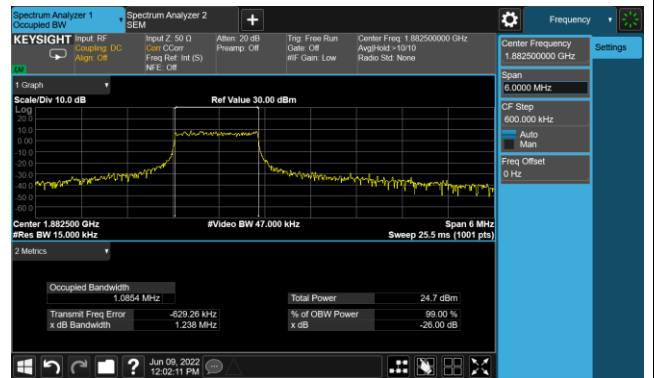 Spectrum Analyzer 1
Occupied BW
Spectrum Analyzer 2
SEM
Frequency
KEYSIGHT
Input: RF
Coupling: DC
Align: Off
Input Z: 50 Ω
Corr CCorr
Freq Ref: Int (S)
NFE: Off
Atten: 20 dB
Preamp: Off
Trig: Free Run
Gate: Off
#IF Gain: Low
Center Freq: 1.882500000 GHz
Avg|Hold:>10/10
Radio Std: None
Center Frequency
1.882500000 GHz
Settings
Span
6.0000 MHz
CF Step
600.000 kHz
Auto
Man
Freq Offset
0 Hz
1 Graph
Scale/Div 10.0 dB
Ref Value 30.00 dBm
Log
20.0
10.0
0.00
-10.0
-20.0
-30.0
-40.0
-50.0
-60.0
Center 1.882500 GHz
#Video BW 47.000 kHz
Span 6 MHz
#Res BW 15.000 kHz
Sweep 25.5 ms (1001 pts)
2 Metrics
Occupied Bandwidth
1.0854 MHz
Total Power
24.7 dBm
Transmit Freq Error
-629.26 kHz
% of OBW Power
99.00 %
x dB Bandwidth
1.238 MHz
x dB
-26.00 dB
?
Jun 09, 2022
12:02:11 PM